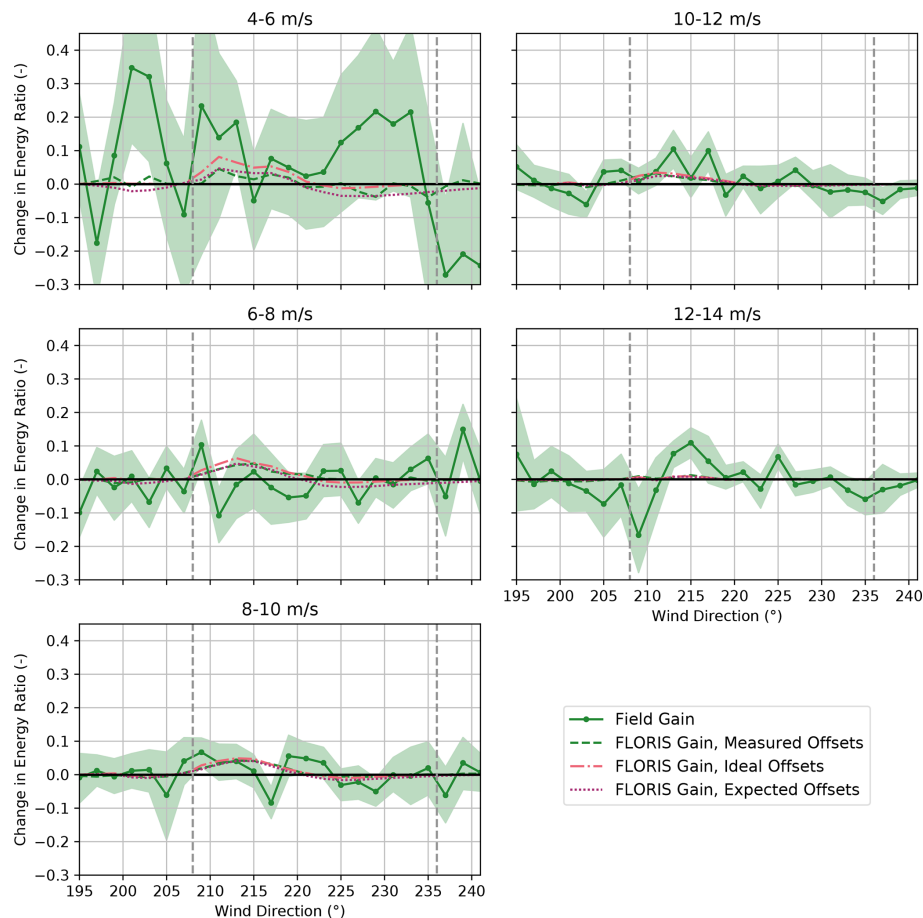 4-6 m/s
Change in Energy Ratio (-)
0.4
0.3
0.2
0.1
0.0
−0.1
−0.2
−0.3
10-12 m/s
6-8 m/s
Change in Energy Ratio (-)
0.4
0.3
0.2
0.1
0.0
−0.1
−0.2
−0.3
12-14 m/s
195 200 205 210 215 220 225 230 235 240
Wind Direction (°)
8-10 m/s
Change in Energy Ratio (-)
0.4
0.3
0.2
0.1
0.0
−0.1
−0.2
−0.3
195 200 205 210 215 220 225 230 235 240
Wind Direction (°)
Field Gain
FLORIS Gain, Measured Offsets
FLORIS Gain, Ideal Offsets
FLORIS Gain, Expected Offsets